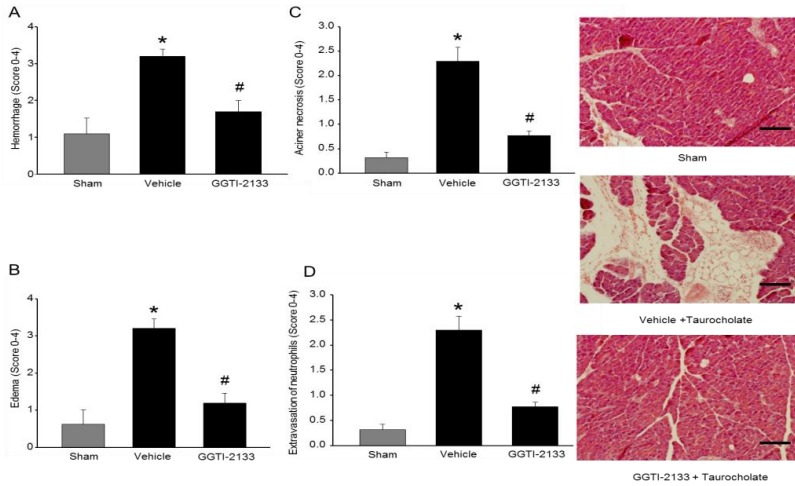 A
Hemorrhage (Score 0-4)
4
3
2
1
0
*
#
Sham Vehicle GGTI-2133
C
Aciner necrosis (Score 0-4)
3.0
2.5
2.0
1.5
1.0
0.5
0.0
*
#
Sham Vehicle GGTI-2133
Sham
B
Edema (Score 0-4)
4
3
2
1
0
*
#
Sham Vehicle GGTI-2133
D
Extravasation of neutrophils (Score 0-4)
3.0
2.5
2.0
1.5
1.0
0.5
0.0
*
#
Sham Vehicle GGTI-2133
Vehicle +Taurocholate
GGTI-2133 + Taurocholate